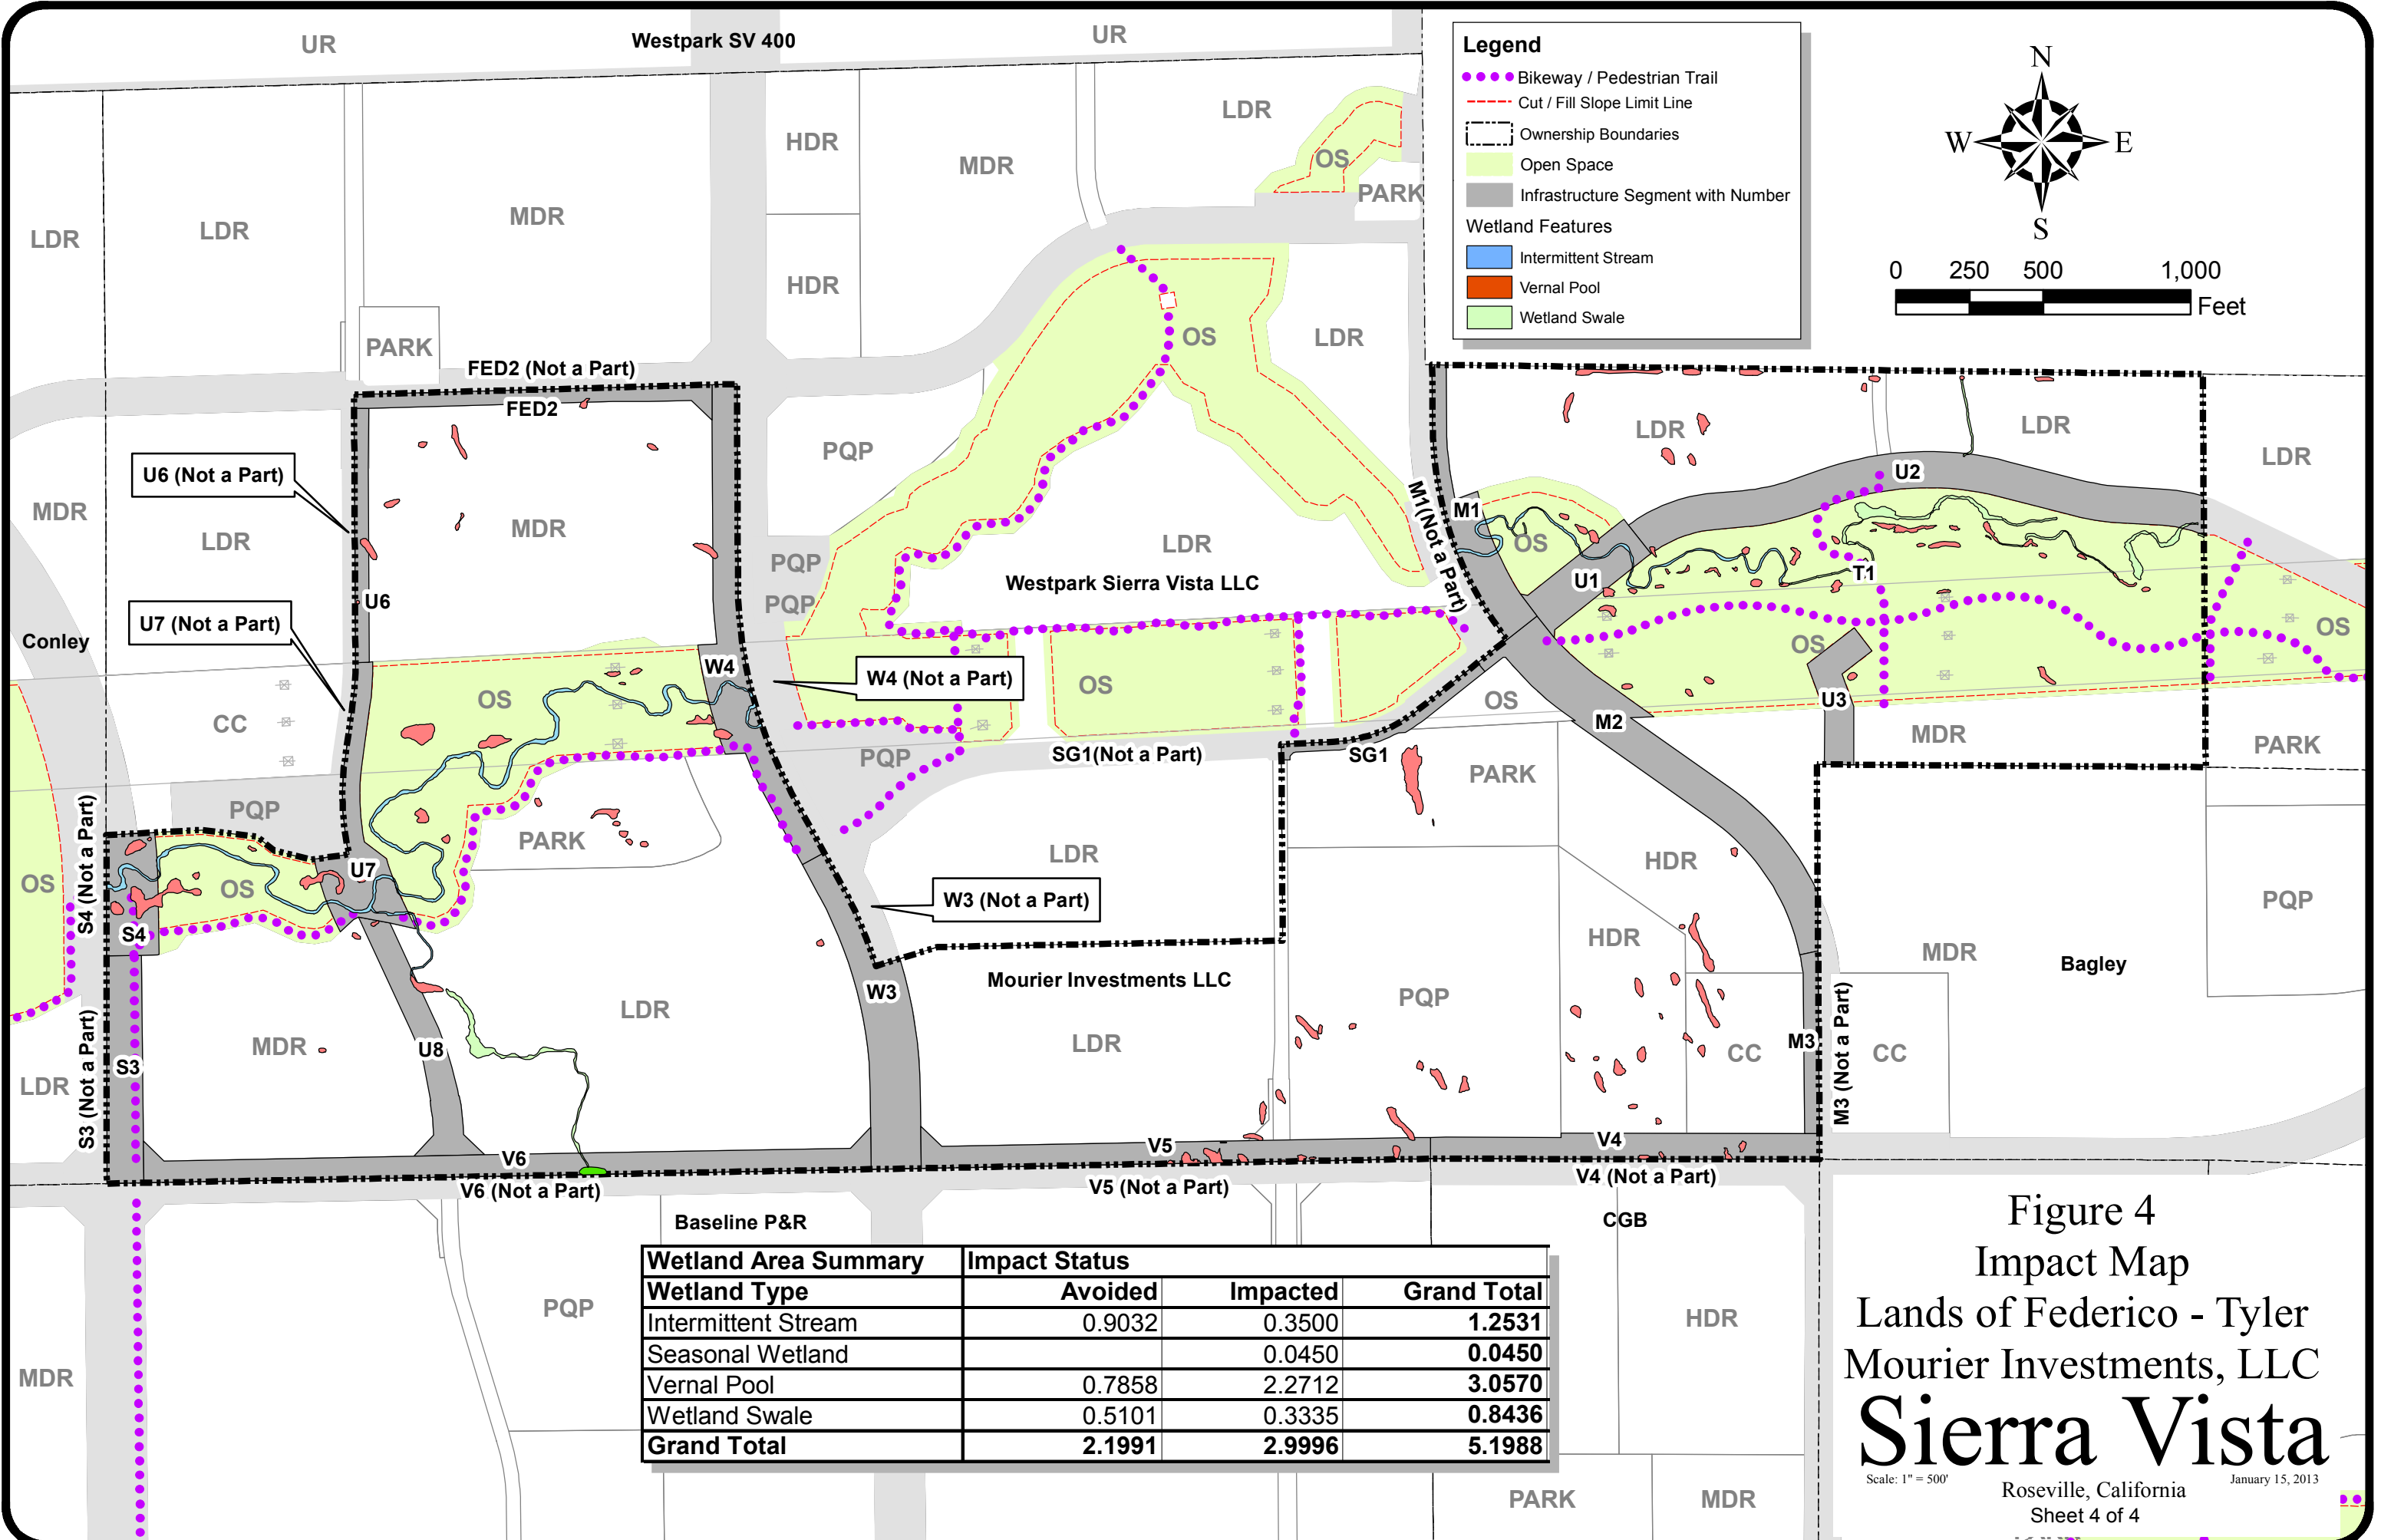 UR
Westpark SV 400
UR
Legend
Bikeway / Pedestrian Trail
Cut / Fill Slope Limit Line
Ownership Boundaries
Open Space
Infrastructure Segment with Number
Wetland Features
Intermittent Stream
Vernal Pool
Wetland Swale
N
W
E
S
0 250 500 1,000
Feet
LDR
HDR
MDR
OS
PARK
LDR
LDR
MDR
HDR
OS
LDR
PARK
FED2 (Not a Part)
FED2
LDR
LDR
LDR
PQP
U6 (Not a Part)
U2
MDR
LDR
MDR
M1 (Not a Part)
M1
OS
LDR
PQP
Westpark Sierra Vista LLC
U1
T1
PQP
U6
U7 (Not a Part)
Conley
OS
OS
W4
W4 (Not a Part)
OS
OS
OS
U3
CC
M2
MDR
PARK
PQP
SG1(Not a Part)
SG1
PARK
PQP
S4 (Not a Part)
PARK
LDR
HDR
U7
OS
OS
W3 (Not a Part)
PQP
S4
HDR
MDR
Bagley
Mourier Investments LLC
W3
PQP
LDR
S3 (Not a Part)
MDR
U8
LDR
M3
M3 (Not a Part)
CC
CC
S3
LDR
V6
V5
V4
V6 (Not a Part)
V5 (Not a Part)
V4 (Not a Part)
Baseline P&R
CGB
Wetland Area Summary Impact Status
Wetland Type Avoided Impacted Grand Total
Intermittent Stream 0.9032 0.3500 1.2531
Seasonal Wetland 0.0450 0.0450
Vernal Pool 0.7858 2.2712 3.0570
Wetland Swale 0.5101 0.3335 0.8436
Grand Total 2.1991 2.9996 5.1988
PQP
HDR
MDR
PARK
MDR
Figure 4
Impact Map
Lands of Federico - Tyler
Mourier Investments, LLC
Sierra Vista
Scale: 1" = 500'
January 15, 2013
Roseville, California
Sheet 4 of 4